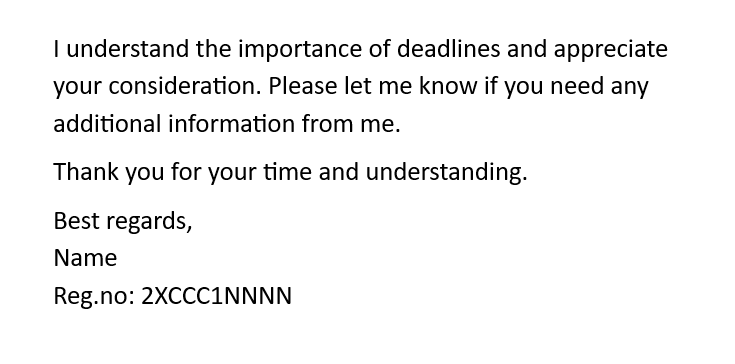 I understand the importance of deadlines and appreciate
your consideration. Please let me know if you need any
additional information from me.
Thank you for your time and understanding.
Best regards,
Name
Reg.no: 2XCCC1NNNN